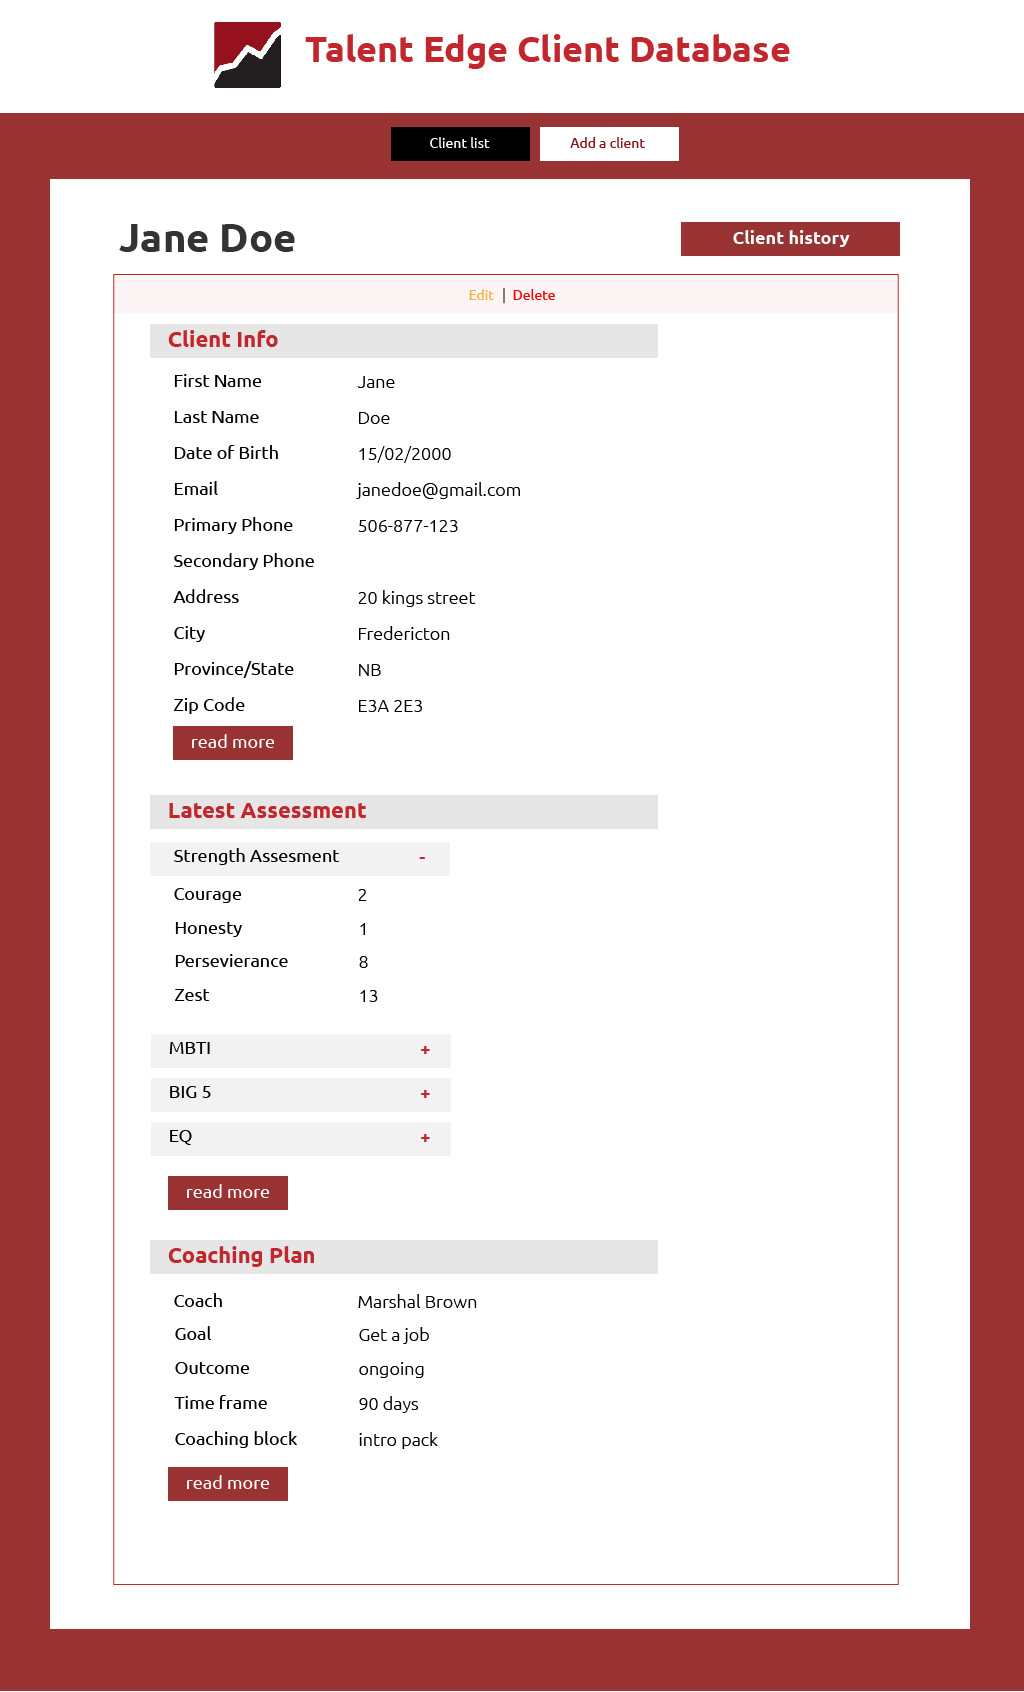 Talent Edge Client Database
Client list Add a client
Jane Doe Client history
Edit | Delete
Client Info
First Name Jane
Last Name Doe
Date of Birth 15/02/2000
Email janedoe@gmail.com
Primary Phone 506-877-123
Secondary Phone
Address 20 kings street
City Fredericton
Province/State NB
Zip Code E3A 2E3
read more
Latest Assessment
Strength Assesment -
Courage 2
Honesty 1
Persevierance 8
Zest 13
MBTI +
BIG 5 +
EQ +
read more
Coaching Plan
Coach Marshal Brown
Goal Get a job
Outcome ongoing
Time frame 90 days
Coaching block intro pack
read more